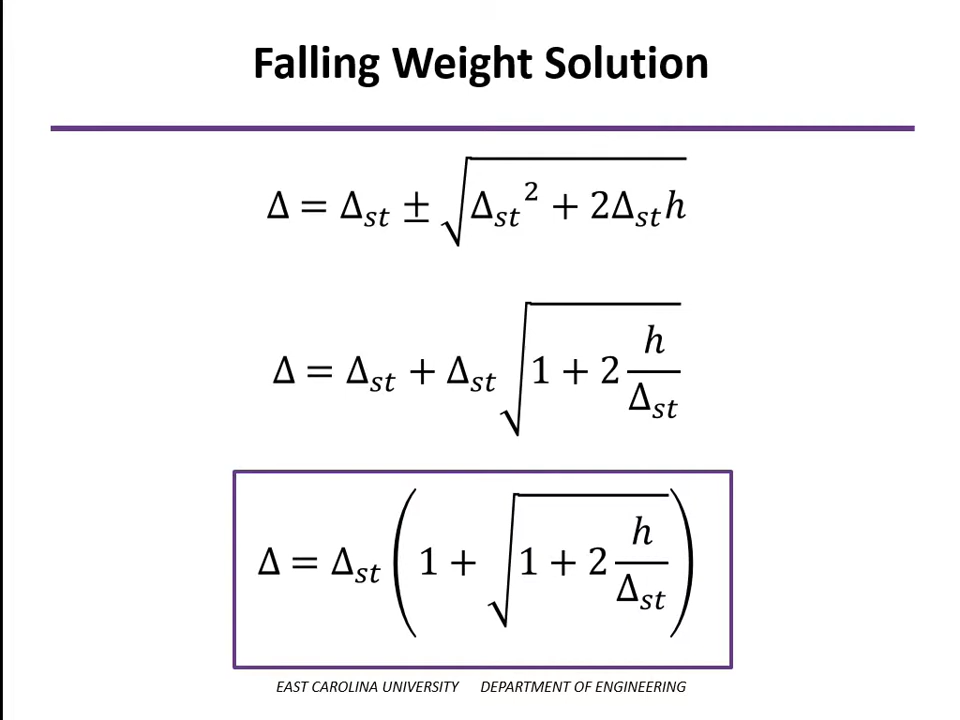 Falling Weight Solution
Δ = Δ_st ± √(Δ_st² + 2Δ_st h)
Δ = Δ_st + Δ_st √(1 + 2 h/Δ_st)
Δ = Δ_st (1 + √(1 + 2 h/Δ_st))
EAST CAROLINA UNIVERSITY DEPARTMENT OF ENGINEERING